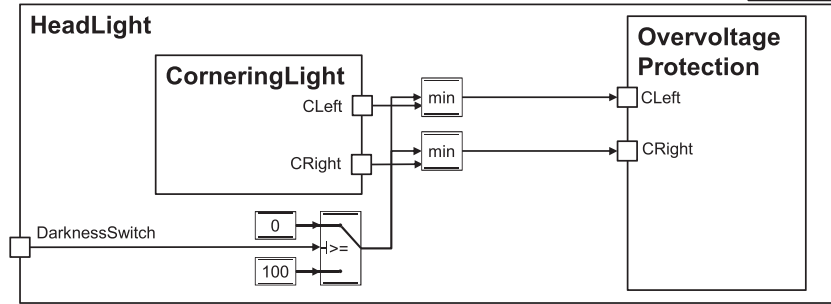 HeadLight
Overvoltage
Protection
CorneringLight
CLeft
min
CLeft
CRight
min
CRight
DarknessSwitch
0
>=
100